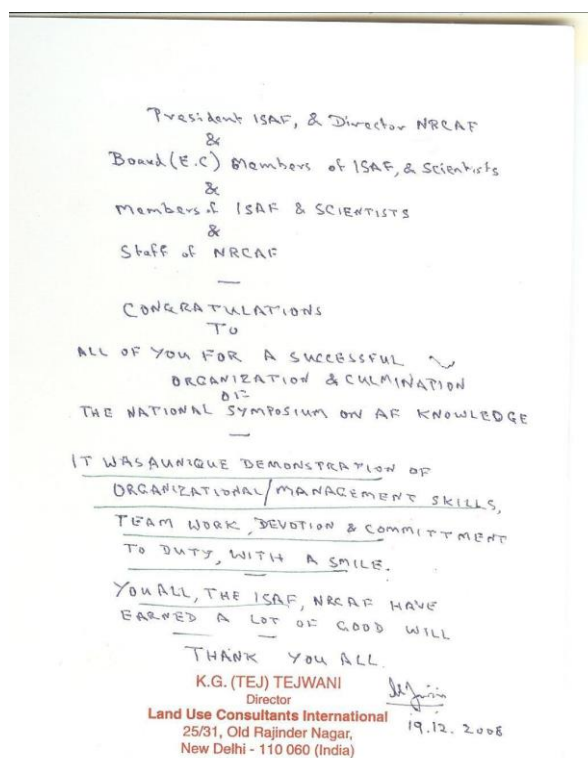 President ISAF, & Director NRCAF
&
Board (E.C) Members of ISAF, & Scientists
&
Members of ISAF & SCIENTISTS
&
Staff of NRCAF
—
CONGRATULATIONS
TO
ALL OF YOU FOR A SUCCESSFUL
ORGANIZATION & CULMINATION
OF
THE NATIONAL SYMPOSIUM ON AF KNOWLEDGE
—
IT WAS A UNIQUE DEMONSTRATION OF
ORGANIZATIONAL/MANAGEMENT SKILLS,
TEAM WORK, DEVOTION & COMMITTMENT
TO DUTY, WITH A SMILE.
—
YOU ALL, THE ISAF, NRCAF HAVE
EARNED A LOT OF GOOD WILL
THANK YOU ALL.
K.G. (TEJ) TEJWANI
Director
Land Use Consultants International
25/31, Old Rajinder Nagar,
New Delhi - 110 060 (India)
19.12.2008